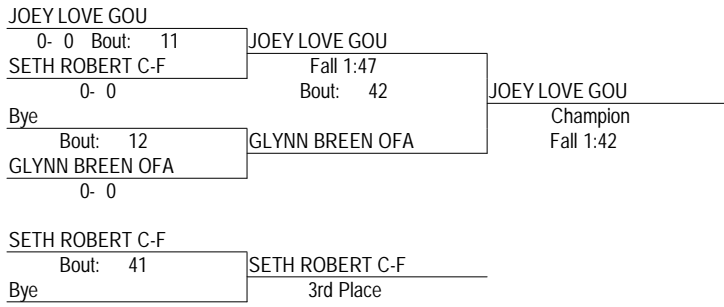 JOEY LOVE GOU
0- 0 Bout: 11
JOEY LOVE GOU
SETH ROBERT C-F
Fall 1:47
0- 0
Bout: 42
JOEY LOVE GOU
Bye
Champion
Bout: 12
GLYNN BREEN OFA
Fall 1:42
GLYNN BREEN OFA
0- 0
SETH ROBERT C-F
Bout: 41
SETH ROBERT C-F
Bye
3rd Place